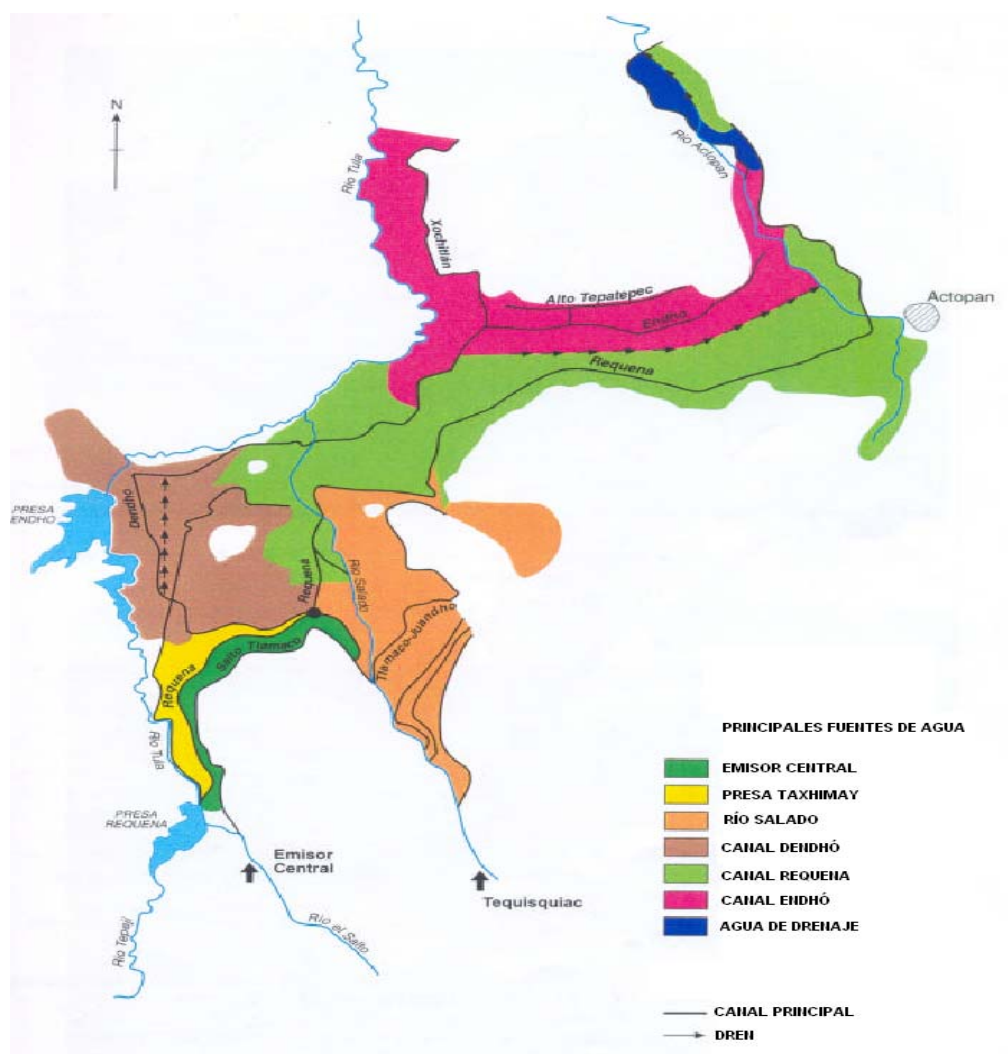 N
Río Tula
Río Actopan
Xochitlán
Alto Tepatepec
Endhó
Actopan
Requena
PRESA
ENDHO
Dendhó
Requena
Río Salado
Tlamaco-Juandho
Salto Tlamaco
Requena
Río Tula
PRESA
REQUENA
Emisor
Central
Tequisquiac
Río el Salto
Río Tepeji
PRINCIPALES FUENTES DE AGUA
EMISOR CENTRAL
PRESA TAXHIMAY
RÍO SALADO
CANAL DENDHÓ
CANAL REQUENA
CANAL ENDHÓ
AGUA DE DRENAJE
CANAL PRINCIPAL
DREN